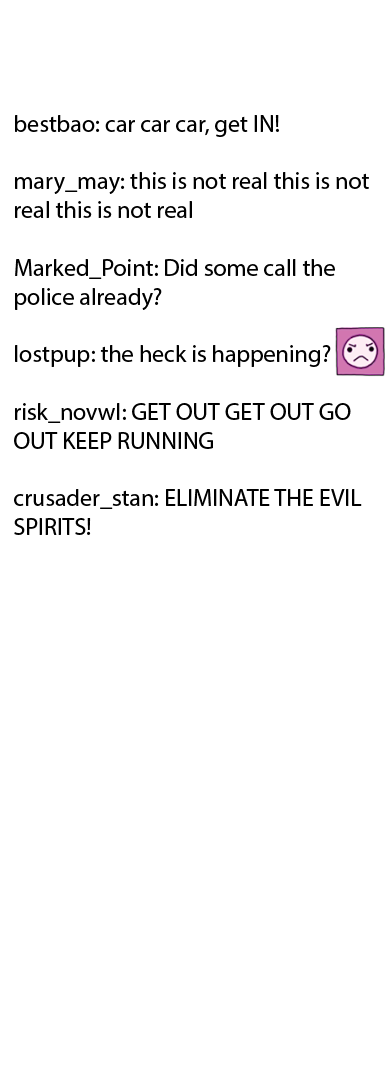 bestbao: car car car, get IN!
mary_may: this is not real this is not
real this is not real
Marked_Point: Did some call the
police already?
lostpup: the heck is happening?
risk_novwl: GET OUT GET OUT GO
OUT KEEP RUNNING
crusader_stan: ELIMINATE THE EVIL
SPIRITS!